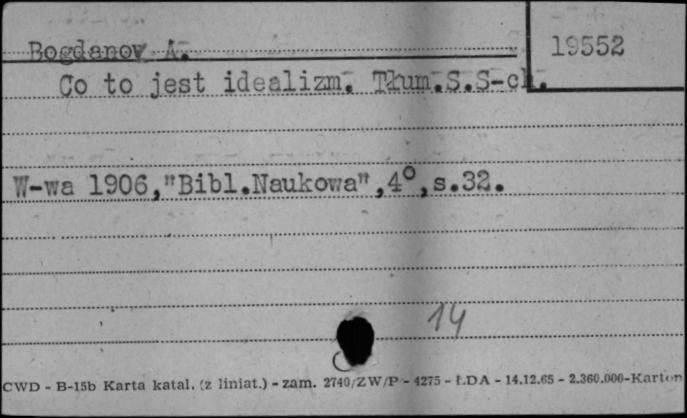 Bogdanov A.
19552
Co to jest idealizm. Tłum.S.S-ch.
W-wa 1906,"Bibl.Naukowa",4°,s.32.
14
CWD - B-15b Karta katal. (z liniat.) - zam. 2740/ZW/P - 4275 - ŁDA - 14.12.65 - 2.360.000-Karton